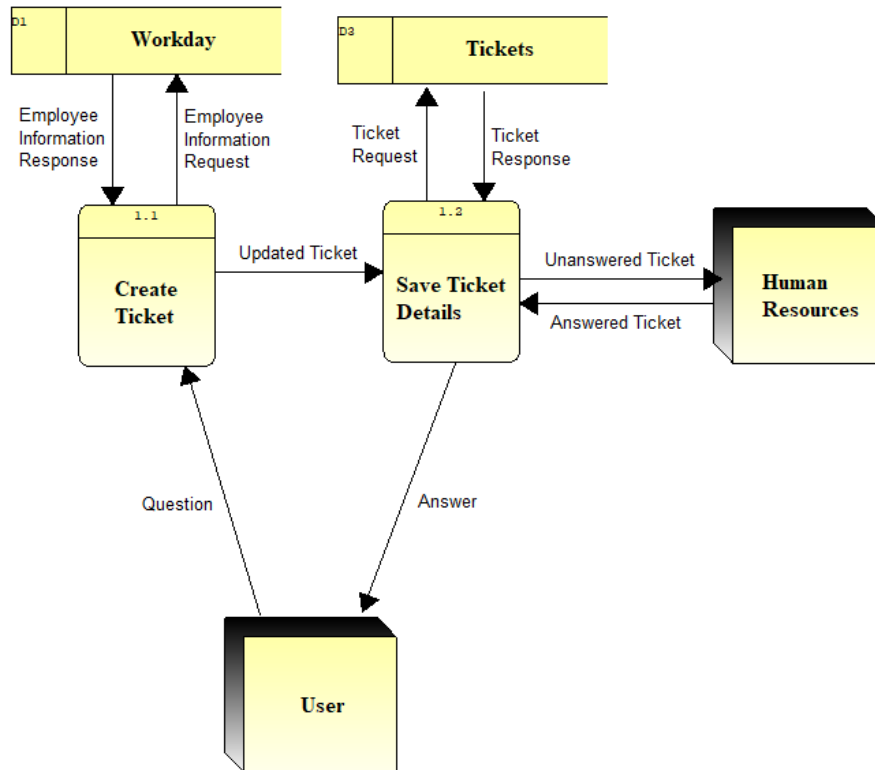 D1
Workday
D3
Tickets
Employee
Information
Response
Employee
Information
Request
Ticket
Request
Ticket
Response
1.1
Create
Ticket
Updated Ticket
1.2
Save Ticket
Details
Unanswered Ticket
Answered Ticket
Human
Resources
Question
Answer
User